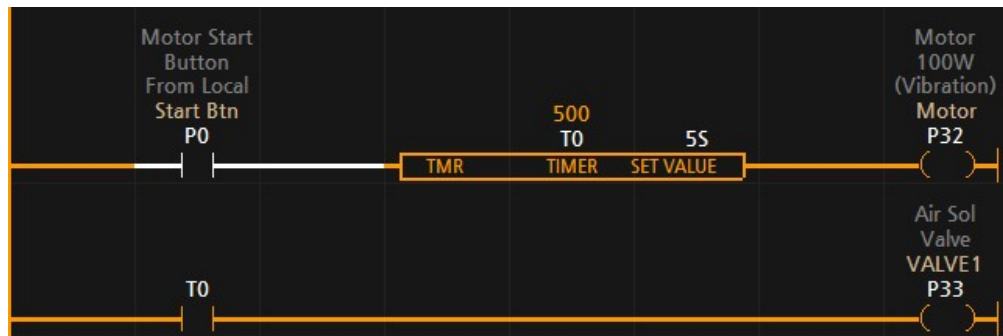 Motor Start
Button
From Local
Start Btn
P0
500
T0 5S
TMR TIMER SET VALUE
Motor
100W
(Vibration)
Motor
P32
T0
Air Sol
Valve
VALVE1
P33